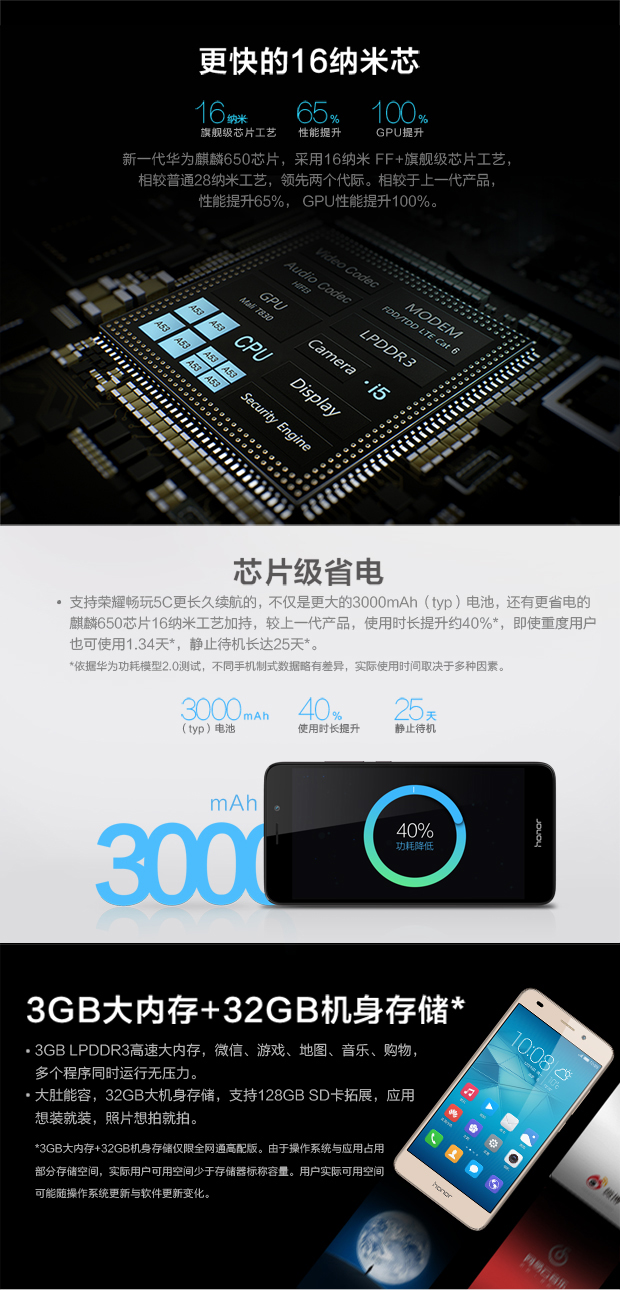 更快的16纳米芯
16纳米 65% 100%
旗舰级芯片工艺 性能提升 GPU提升
新一代华为麒麟650芯片，采用16纳米 FF+旗舰级芯片工艺，
相较普通28纳米工艺，领先两个代际。相较于上一代产品，
性能提升65%， GPU性能提升100%。
Video Codec
Audio Codec
HiFi3
MODEM
FDD/TDD LTE Cat 6
GPU
Mali T830
LPDDR3
A53 A53
A53 A53
A53 A53
A53 A53
CPU
Camera
i5
Display
Security Engine
芯片级省电
• 支持荣耀畅玩5C更长久续航的，不仅是更大的3000mAh（typ）电池，还有更省电的
麒麟650芯片16纳米工艺加持，较上一代产品，使用时长提升约40%*，即使重度用户
也可使用1.34天*，静止待机长达25天*。
*依据华为功耗模型2.0测试，不同手机制式数据略有差异，实际使用时间取决于多种因素。
3000mAh 40% 25天
（typ）电池 使用时长提升 静止待机
mAh
3000
40%
功耗降低
honor
3GB大内存+32GB机身存储*
• 3GB LPDDR3高速大内存，微信、游戏、地图、音乐、购物，
多个程序同时运行无压力。
• 大肚能容，32GB大机身存储，支持128GB SD卡拓展，应用
想装就装，照片想拍就拍。
*3GB大内存+32GB机身存储仅限全网通高配版。由于操作系统与应用占用
部分存储空间，实际用户可用空间少于存储器标称容量。用户实际可用空间
可能随操作系统更新与软件更新变化。
10:08
honor
网易云音乐